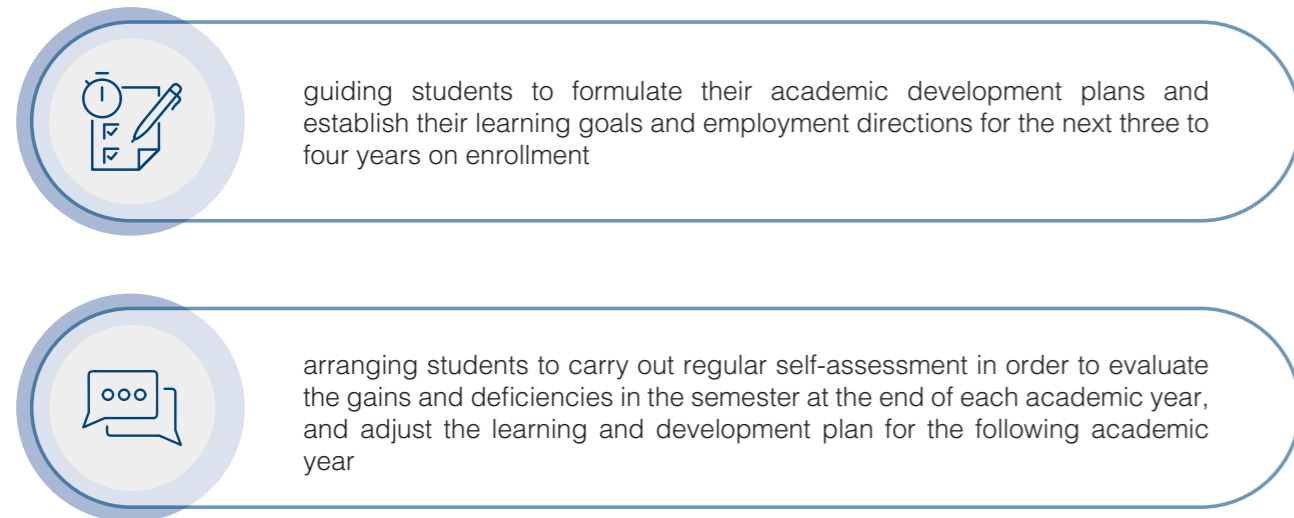 guiding students to formulate their academic development plans and
establish their learning goals and employment directions for the next three to
four years on enrollment
arranging students to carry out regular self-assessment in order to evaluate
the gains and deficiencies in the semester at the end of each academic year,
and adjust the learning and development plan for the following academic
year